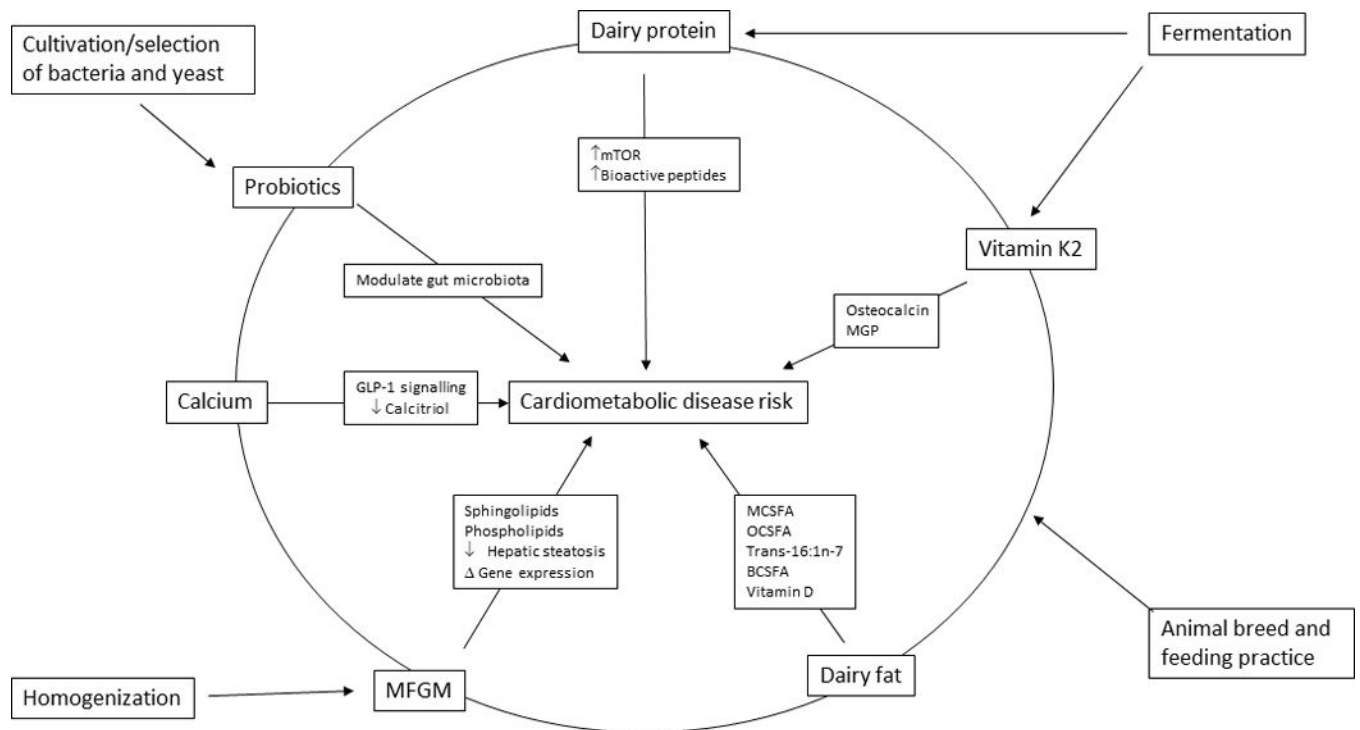 Cultivation/selection
of bacteria and yeast
Dairy protein
Fermentation
↑mTOR
↑Bioactive peptides
Probiotics
Vitamin K2
Modulate gut microbiota
Osteocalcin
MGP
Calcium
GLP-1 signalling
↓ Calcitriol
Cardiometabolic disease risk
Sphingolipids
Phospholipids
↓ Hepatic steatosis
Δ Gene expression
MCSFA
OCSFA
Trans-16:1n-7
BCSFA
Vitamin D
Animal breed and
feeding practice
Homogenization
MFGM
Dairy fat